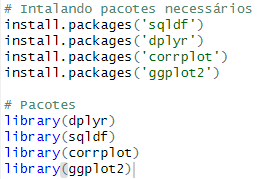 # Intalando pacotes necessários
install.packages('sqldf')
install.packages('dplyr')
install.packages('corrplot')
install.packages('ggplot2')
# Pacotes
library(dplyr)
library(sqldf)
library(corrplot)
library(ggplot2)